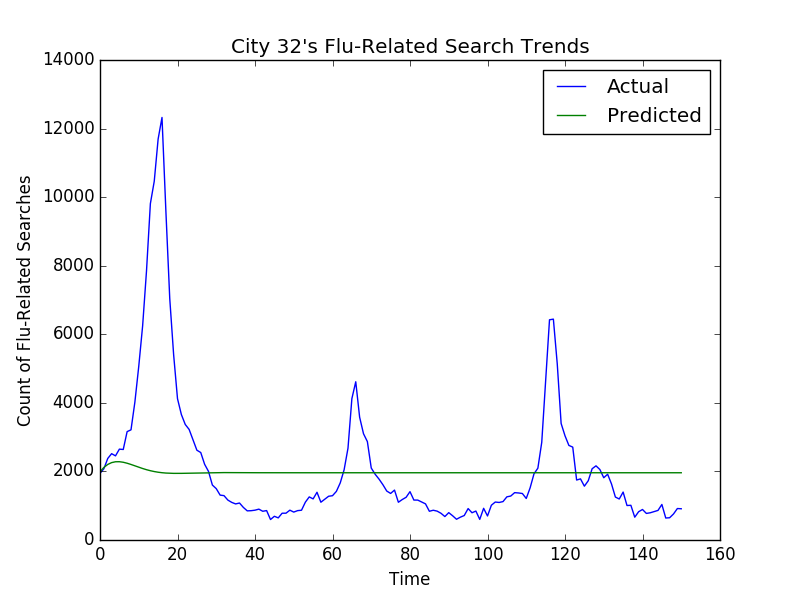 City 32's Flu-Related Search Trends
14000
12000
10000
8000
6000
4000
2000
0
Count of Flu-Related Searches
Actual
Predicted
0 20 40 60 80 100 120 140 160
Time